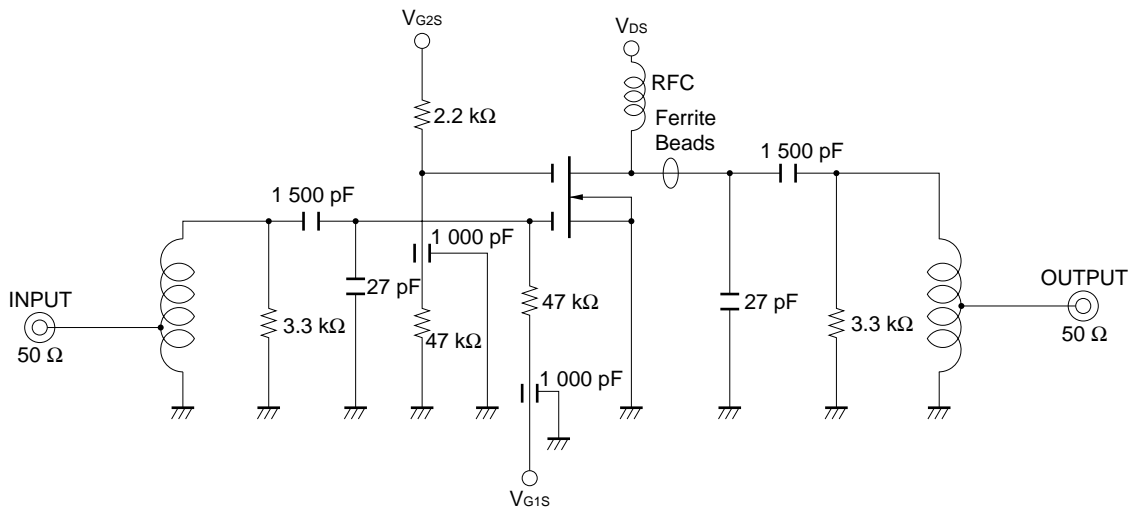 VG2S
VDS
RFC
2.2 kΩ
Ferrite
Beads
1 500 pF
1 500 pF
1 000 pF
INPUT
27 pF
47 kΩ
OUTPUT
3.3 kΩ
47 kΩ
27 pF
3.3 kΩ
50 Ω
50 Ω
1 000 pF
VG1S